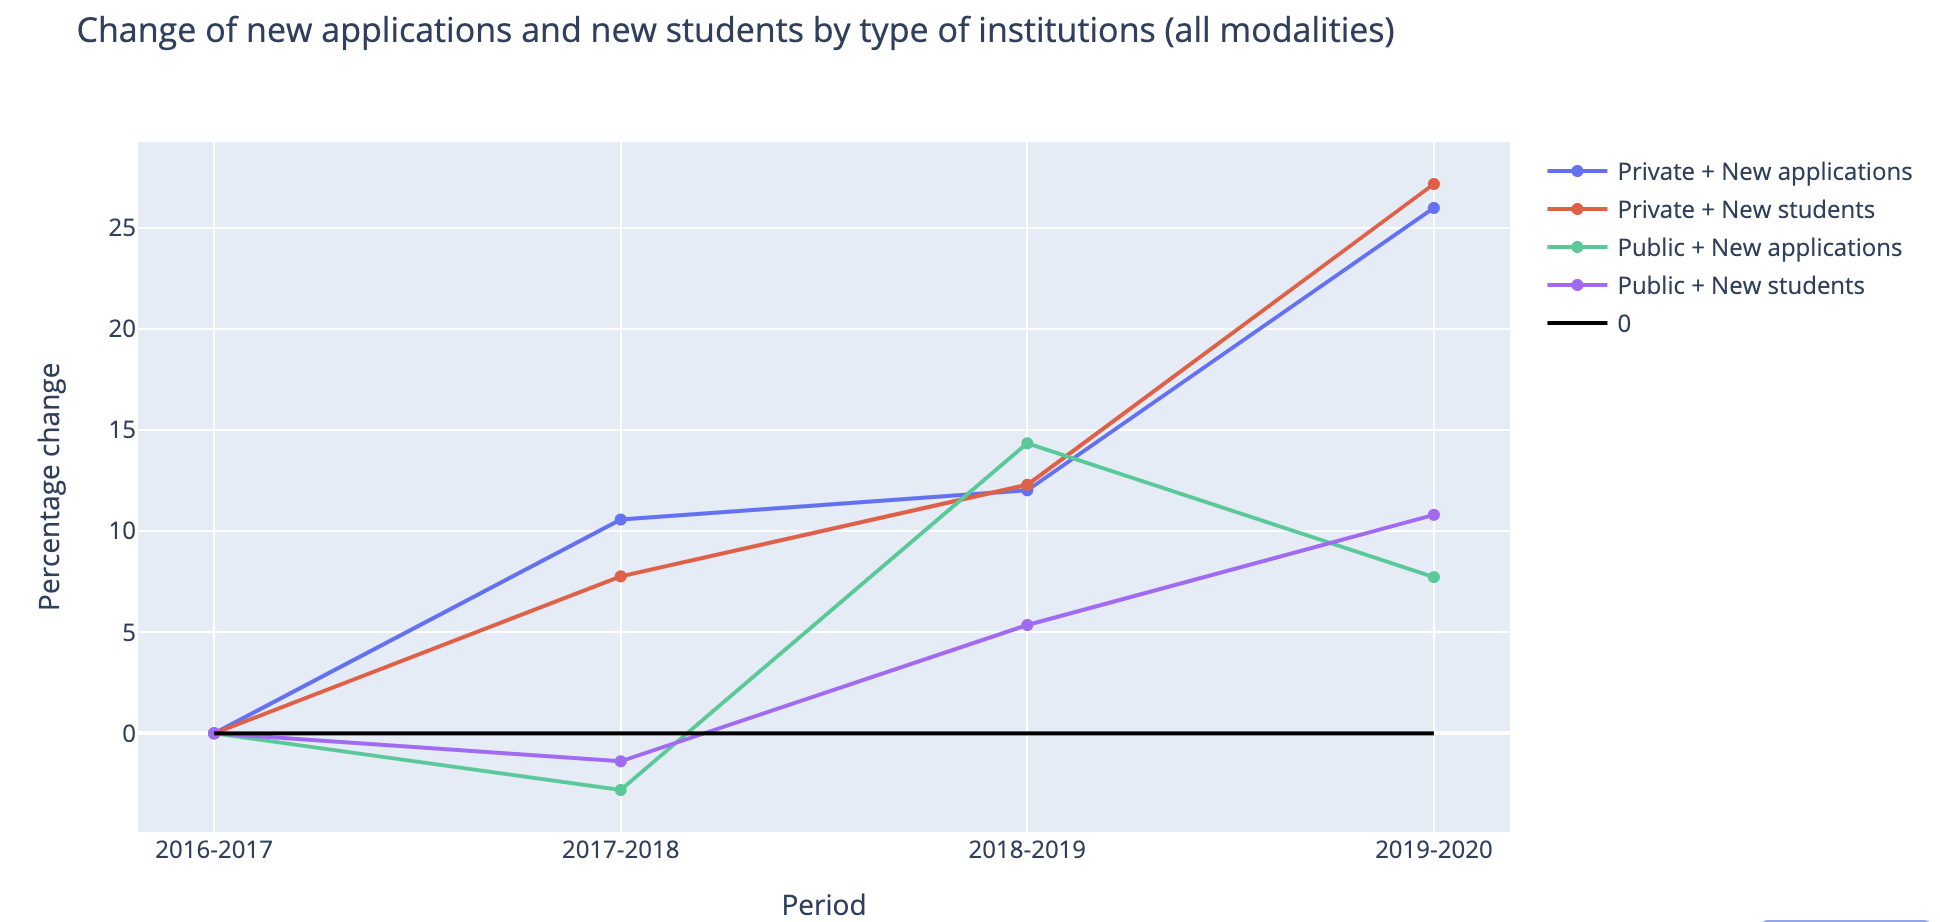 Change of new applications and new students by type of institutions (all modalities)
Private + New applications
Private + New students
Public + New applications
Public + New students
0
Percentage change
25
20
15
10
5
0
2016-2017
2017-2018
2018-2019
2019-2020
Period